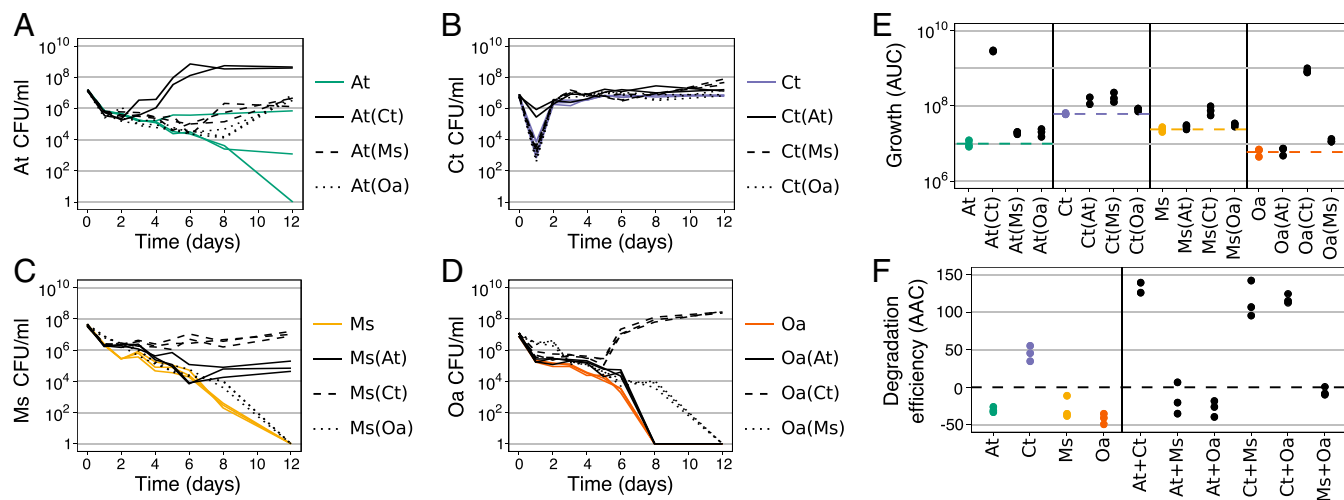 A
At CFU/ml
10^10
10^8
10^6
10^4
10^2
1
0 2 4 6 8 10 12
Time (days)
At
At(Ct)
At(Ms)
At(Oa)
B
Ct CFU/ml
10^10
10^8
10^6
10^4
10^2
1
0 2 4 6 8 10 12
Time (days)
Ct
Ct(At)
Ct(Ms)
Ct(Oa)
E
Growth (AUC)
10^10
10^8
10^6
At At(Ct) At(Ms) At(Oa) Ct Ct(At) Ct(Ms) Ct(Oa) Ms Ms(At) Ms(Ct) Ms(Oa) Oa Oa(At) Oa(Ct) Oa(Ms)
C
Ms CFU/ml
10^10
10^8
10^6
10^4
10^2
1
0 2 4 6 8 10 12
Time (days)
Ms
Ms(At)
Ms(Ct)
Ms(Oa)
D
Oa CFU/ml
10^10
10^8
10^6
10^4
10^2
1
0 2 4 6 8 10 12
Time (days)
Oa
Oa(At)
Oa(Ct)
Oa(Ms)
F
Degradation
efficiency (AAC)
150
100
50
0
-50
At Ct Ms Oa At+Ct At+Ms At+Oa Ct+Ms Ct+Oa Ms+Oa